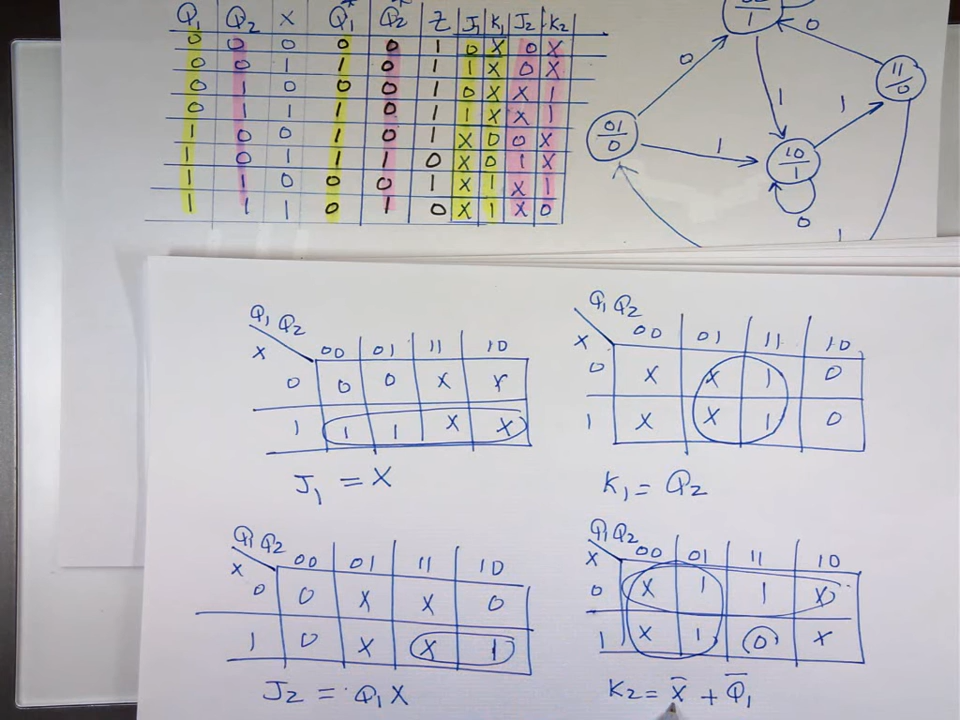 Q1 Q2 X Q1* Q2* Z J1 K1 J2 K2
0 0 0 0 0 1 0 X 0 X
0 0 1 1 0 1 1 X 0 X
0 1 0 0 0 1 0 X X 1
0 1 1 1 0 1 1 X X 1
1 0 0 1 0 1 X 0 0 X
1 0 1 1 1 0 X 0 1 X
1 1 0 0 0 1 X 1 X 1
1 1 1 0 1 0 X 1 X 0
1
0
0
11
0
1
1
01
0
1
10
1
0
1
Q1 Q2
X
00 01 11 10
0 0 0 X X
1 1 1 X X
J1 = X
Q1 Q2
X
00 01 11 10
0 X X 1 0
1 X X 1 0
K1 = Q2
Q1 Q2
X
00 01 11 10
0 0 X X 0
1 0 X X 1
J2 = Q1 X
Q1 Q2
X
00 01 11 10
0 X 1 1 X
1 X 1 0 X
K2 = X̅ + Q̅1